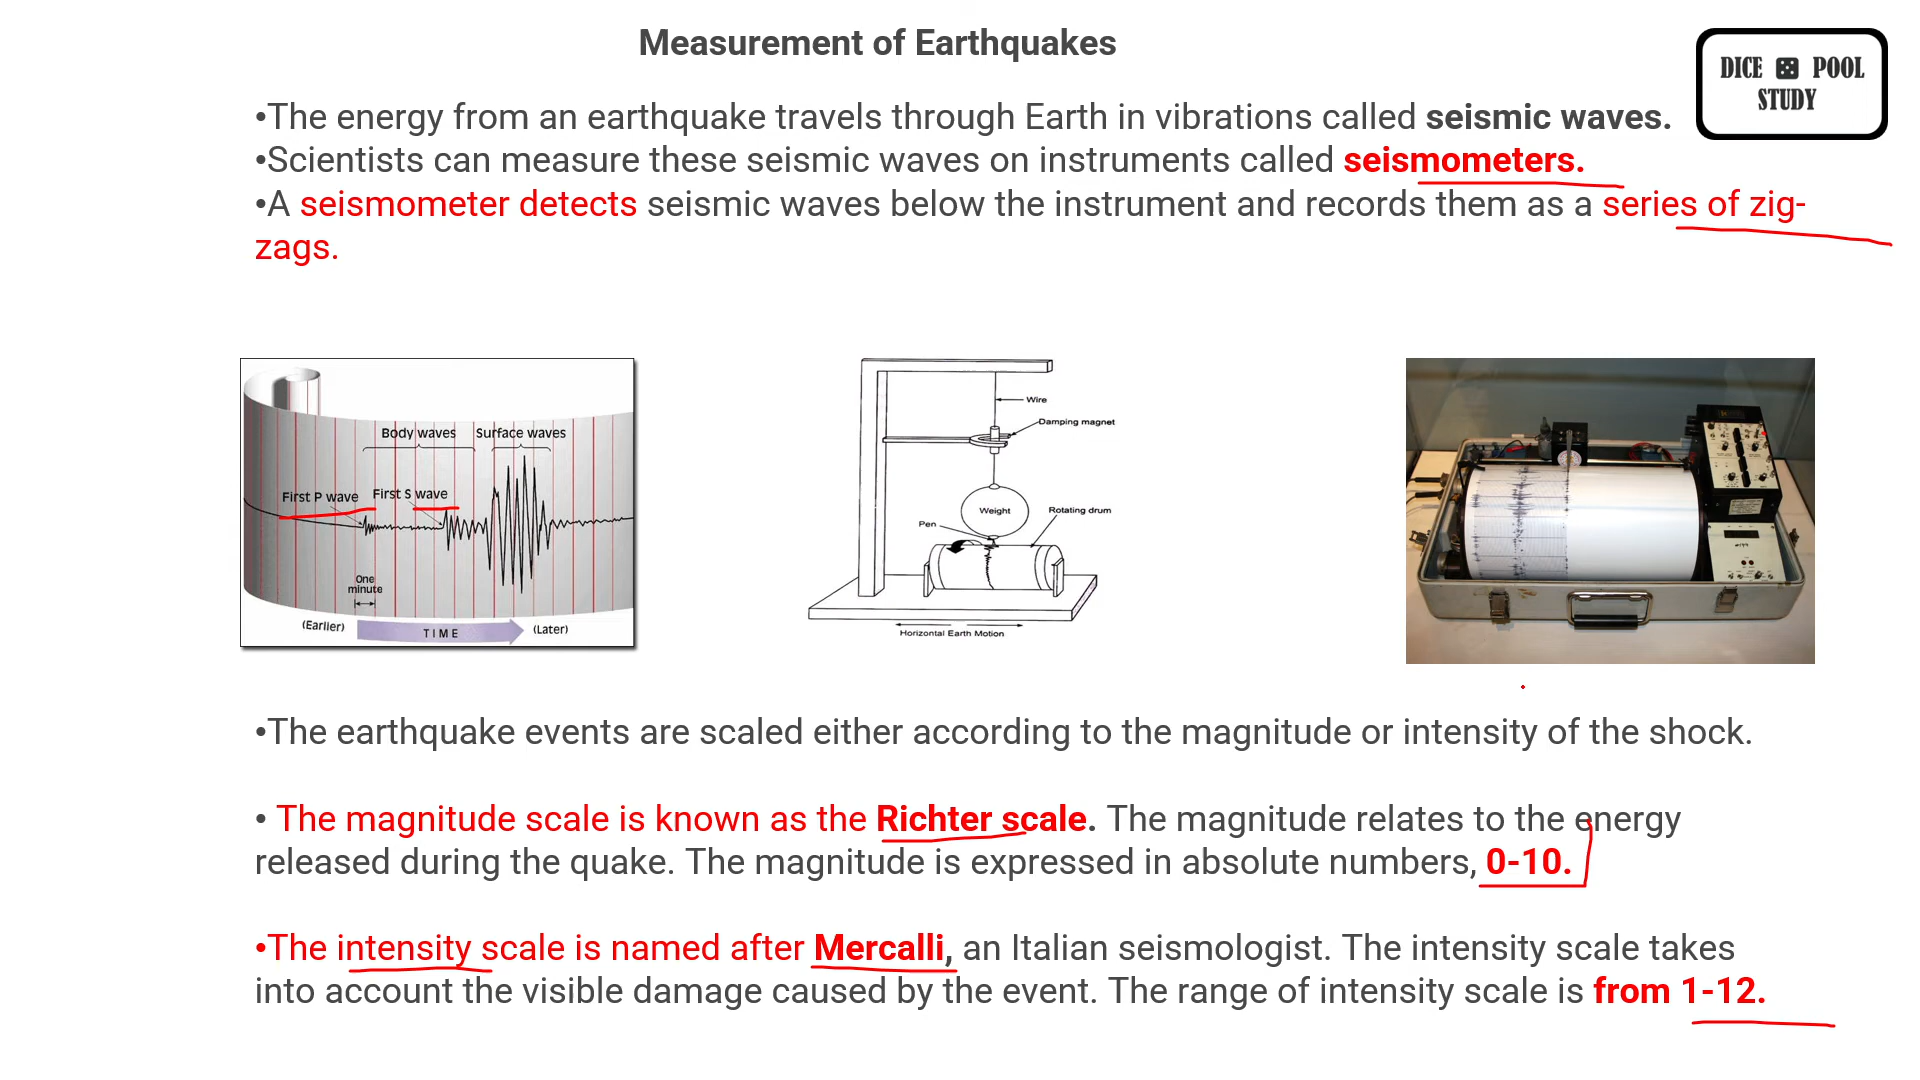 Measurement of Earthquakes
DICE POOL
STUDY
•The energy from an earthquake travels through Earth in vibrations called seismic waves.
•Scientists can measure these seismic waves on instruments called seismometers.
•A seismometer detects seismic waves below the instrument and records them as a series of zig-
zags.
Body waves Surface waves
First P wave First S wave
One
minute
(Earlier) TIME (Later)
Wire
Damping magnet
Weight
Rotating drum
Pen
Horizontal Earth Motion
•The earthquake events are scaled either according to the magnitude or intensity of the shock.
• The magnitude scale is known as the Richter scale. The magnitude relates to the energy
released during the quake. The magnitude is expressed in absolute numbers, 0-10.
•The intensity scale is named after Mercalli, an Italian seismologist. The intensity scale takes
into account the visible damage caused by the event. The range of intensity scale is from 1-12.